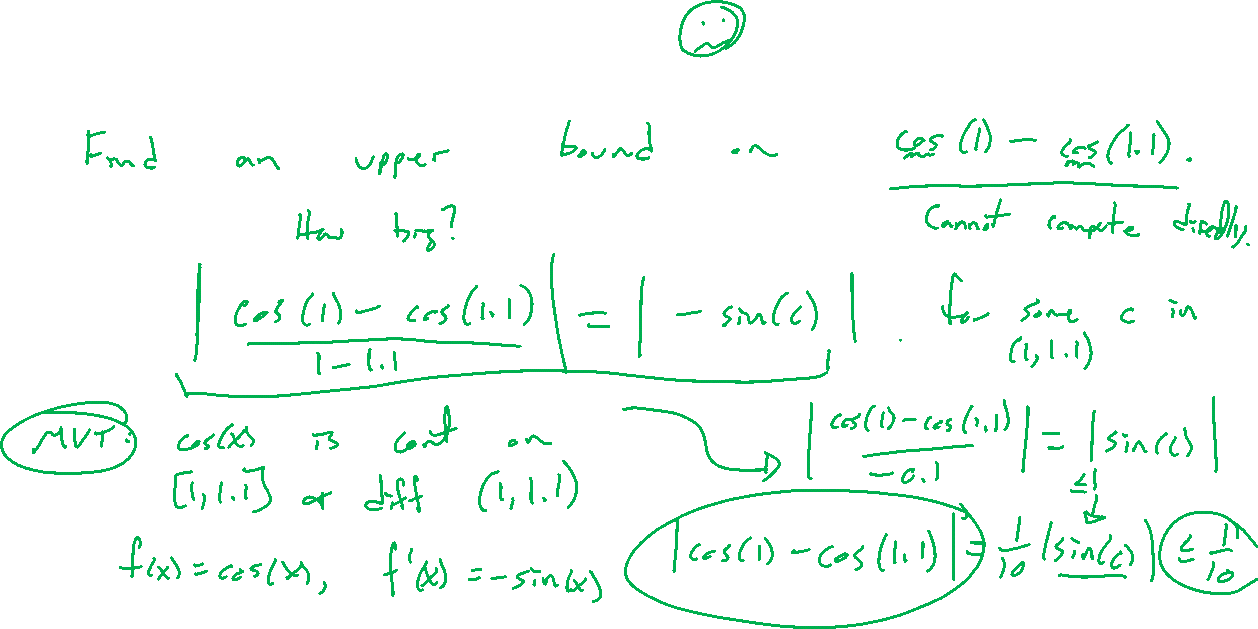 Find an upper bound on cos(1) - cos(1.1).
How big? Cannot compute directly.
| (cos(1) - cos(1.1)) / (1 - 1.1) | = | - sin(c) | . for some c in (1, 1.1)
MVT: cos(x) is cont on
[1, 1.1] & diff (1, 1.1)
f(x) = cos(x), f'(x) = -sin(x)
| (cos(1) - cos(1.1)) / (-0.1) | = | sin(c) |
≤ 1
| cos(1) - cos(1.1) | = 1/10 | sin(c) | ≤ 1/10